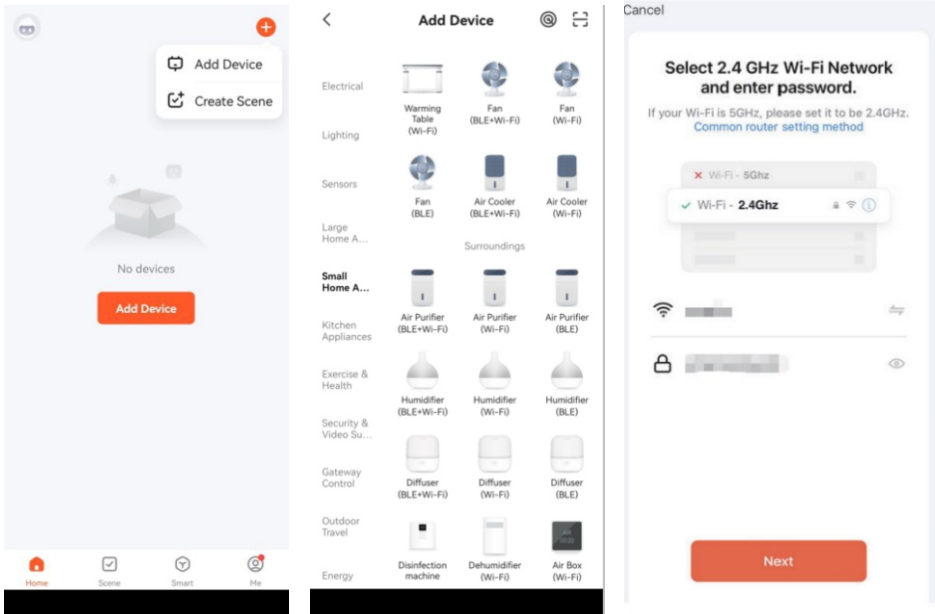 Add Device
Create Scene
No devices
Add Device
Home
Scene
Smart
Me
Add Device
Electrical
Lighting
Sensors
Large
Home A...
Small
Home A...
Kitchen
Appliances
Exercise &
Health
Security &
Video Su...
Gateway
Control
Outdoor
Travel
Energy
Warming
Table
(Wi-Fi)
Fan
(BLE+Wi-Fi)
Fan
(Wi-Fi)
Fan
(BLE)
Air Cooler
(BLE+Wi-Fi)
Air Cooler
(Wi-Fi)
Surroundings
Air Purifier
(BLE+Wi-Fi)
Air Purifier
(Wi-Fi)
Air Purifier
(BLE)
Humidifier
(BLE+Wi-Fi)
Humidifier
(Wi-Fi)
Humidifier
(BLE)
Diffuser
(BLE+Wi-Fi)
Diffuser
(Wi-Fi)
Diffuser
(BLE)
Disinfection
machine
Dehumidifier
(Wi-Fi)
Air Box
(Wi-Fi)
Cancel
Select 2.4 GHz Wi-Fi Network
and enter password.
If your Wi-Fi is 5GHz, please set it to be 2.4GHz.
Common router setting method
Wi-Fi - 5Ghz
Wi-Fi - 2.4Ghz
Next